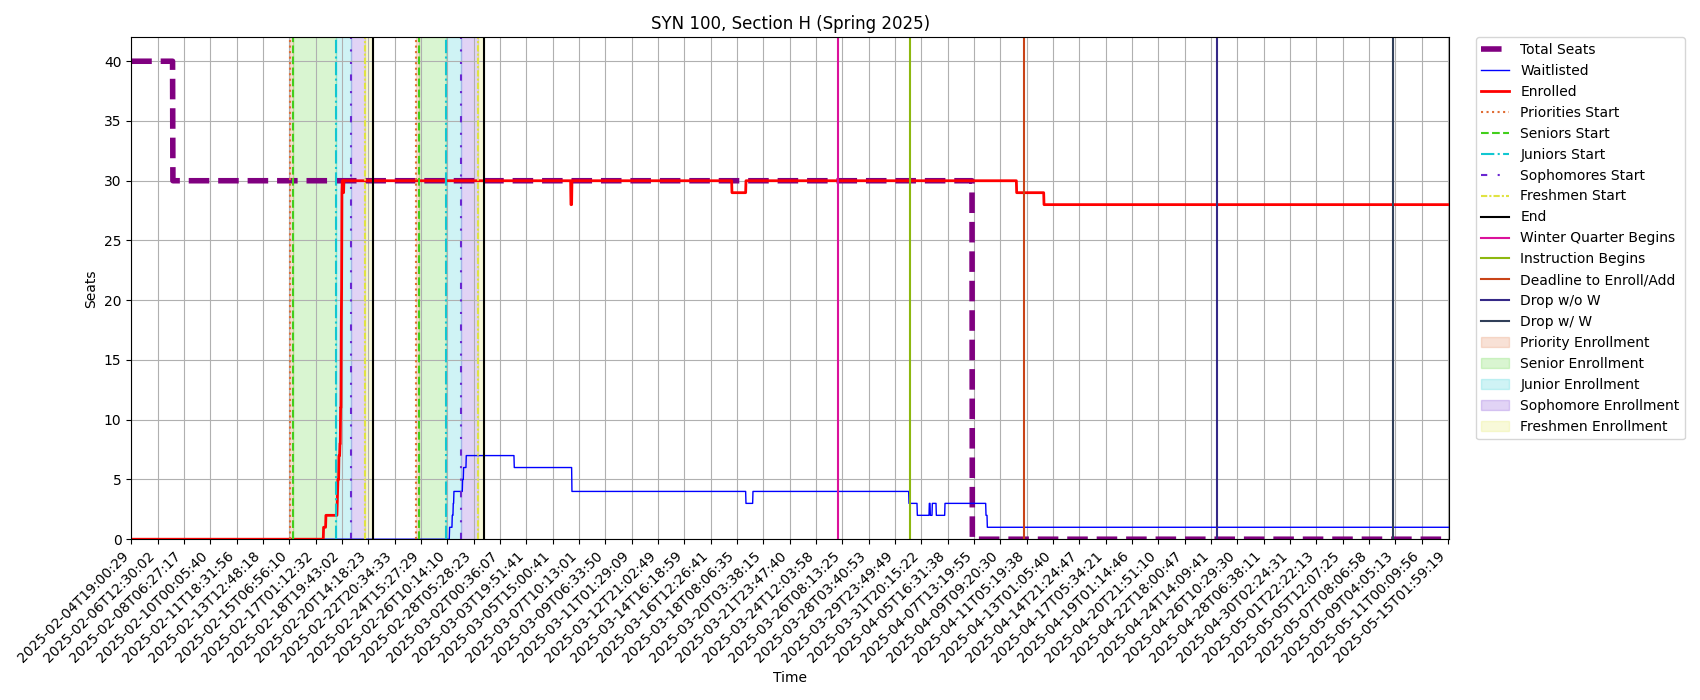 SYN 100, Section H (Spring 2025)
Seats
40
35
30
25
20
15
10
5
0
2025-02-04T19:00:29
2025-02-06T12:30:02
2025-02-08T06:27:17
2025-02-10T00:05:40
2025-02-11T18:31:56
2025-02-13T12:48:18
2025-02-15T06:56:10
2025-02-17T01:12:32
2025-02-18T19:43:02
2025-02-20T14:18:23
2025-02-22T20:34:33
2025-02-24T15:27:29
2025-02-26T10:14:10
2025-02-28T05:28:23
2025-03-02T00:36:07
2025-03-03T19:51:41
2025-03-05T15:00:41
2025-03-07T10:13:01
2025-03-09T06:33:50
2025-03-11T01:29:09
2025-03-12T21:02:49
2025-03-14T16:18:59
2025-03-16T12:26:41
2025-03-18T08:06:35
2025-03-20T03:38:15
2025-03-21T23:47:40
2025-03-24T12:03:58
2025-03-26T08:13:25
2025-03-28T03:40:53
2025-03-29T23:49:49
2025-03-31T20:15:22
2025-04-05T16:31:38
2025-04-07T13:19:55
2025-04-09T09:20:30
2025-04-11T05:19:38
2025-04-13T01:05:40
2025-04-14T21:24:47
2025-04-17T05:34:21
2025-04-19T01:14:46
2025-04-20T21:51:10
2025-04-22T18:00:47
2025-04-24T14:09:41
2025-04-26T10:29:30
2025-04-28T06:38:11
2025-04-30T02:24:31
2025-05-01T22:22:13
2025-05-05T12:07:25
2025-05-07T08:06:58
2025-05-09T04:05:13
2025-05-11T00:09:56
2025-05-15T01:59:19
Time
Total Seats
Waitlisted
Enrolled
Priorities Start
Seniors Start
Juniors Start
Sophomores Start
Freshmen Start
End
Winter Quarter Begins
Instruction Begins
Deadline to Enroll/Add
Drop w/o W
Drop w/ W
Priority Enrollment
Senior Enrollment
Junior Enrollment
Sophomore Enrollment
Freshmen Enrollment